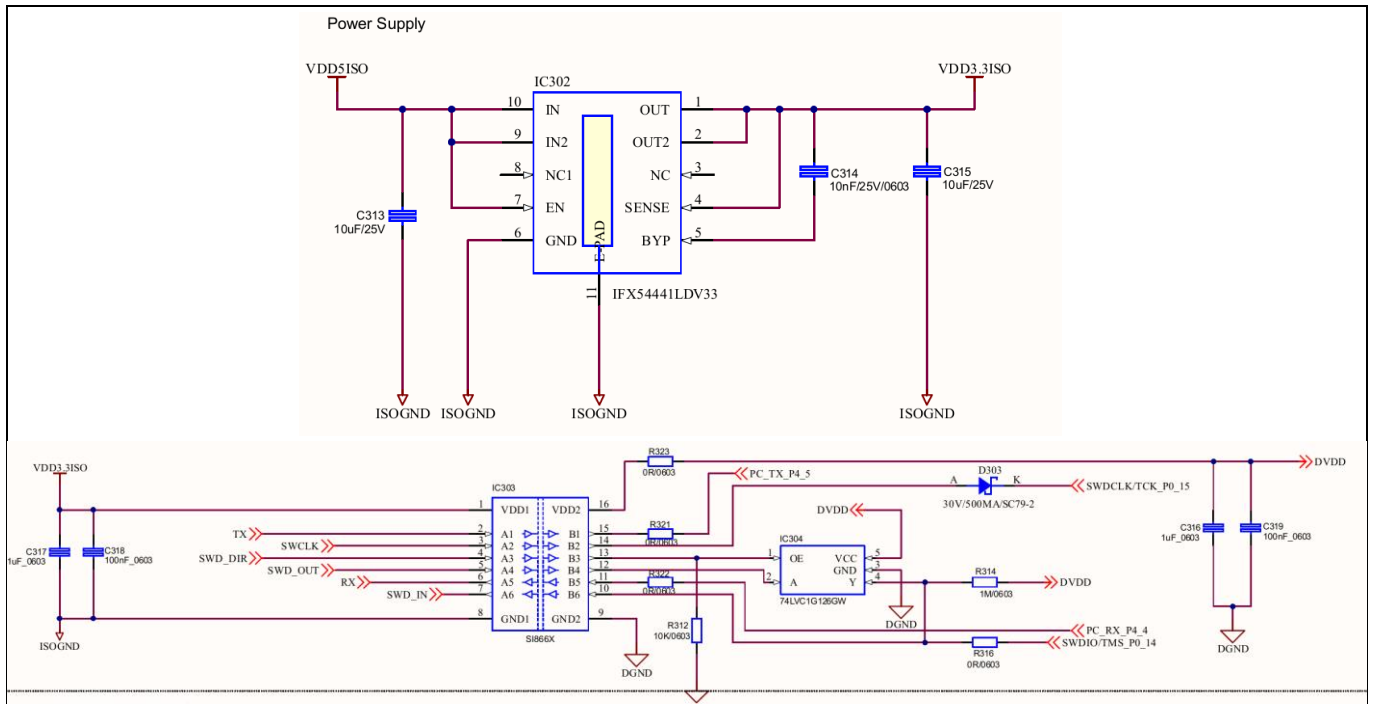 Power Supply
VDD5ISO
VDD3.3ISO
IC302
10 IN OUT 1
9 IN2 OUT2 2
8 NC1 NC 3
7 EN SENSE 4
6 GND BYP 5
E-PAD
11
IFX54441LDV33
C313
10uF/25V
C314
10nF/25V/0603
C315
10uF/25V
ISOGND ISOGND ISOGND ISOGND
VDD3.3ISO
C317
1uF_0603
C318
100nF_0603
ISOGND
TX
SWCLK
SWD_DIR
SWD_OUT
RX
SWD_IN
IC303
1 VDD1 VDD2 16
2 A1 B1 15
3 A2 B2 14
4 A3 B3 13
5 A4 B4 12
6 A5 B5 11
7 A6 B6 10
8 GND1 GND2 9
SI866X
DGND
R323
0R/0603
R321
0R/0603
R322
0R/0603
R312
10K/0603
PC_TX_P4_5
DVDD
IC304
1 OE VCC 5
GND 3
2 A Y 4
74LVC1G126GW
DGND
A D303 K
30V/500MA/SC79-2
SWDCLK/TCK_P0_15
R314
1M/0603
DVDD
PC_RX_P4_4
SWDIO/TMS_P0_14
R316
0R/0603
DVDD
C316
1uF_0603
C319
100nF_0603
DGND